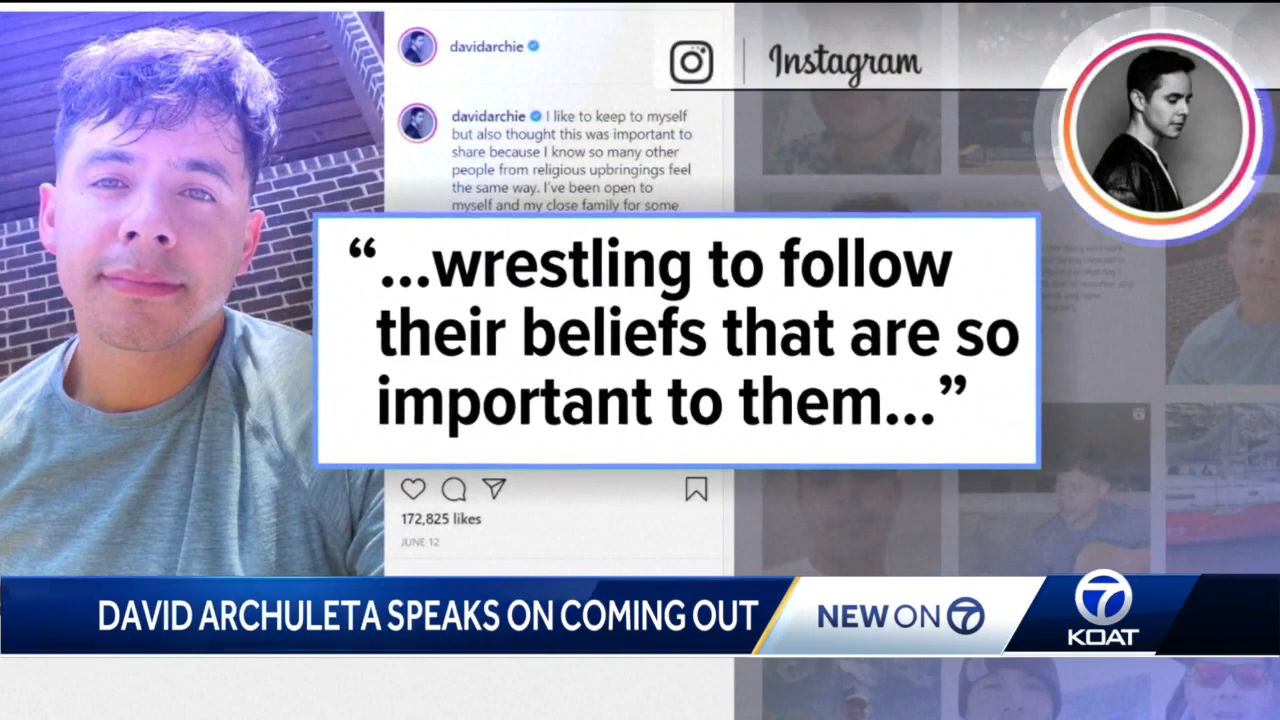 davidarchie
Instagram
davidarchie I like to keep to myself
but also thought this was important to
share because I know so many other
people from religious upbringings feel
the same way. I've been open to
myself and my close family for some
“...wrestling to follow
their beliefs that are so
important to them...”
172,825 likes
JUNE 12
DAVID ARCHULETA SPEAKS ON COMING OUT
NEW ON 7
7
KOAT